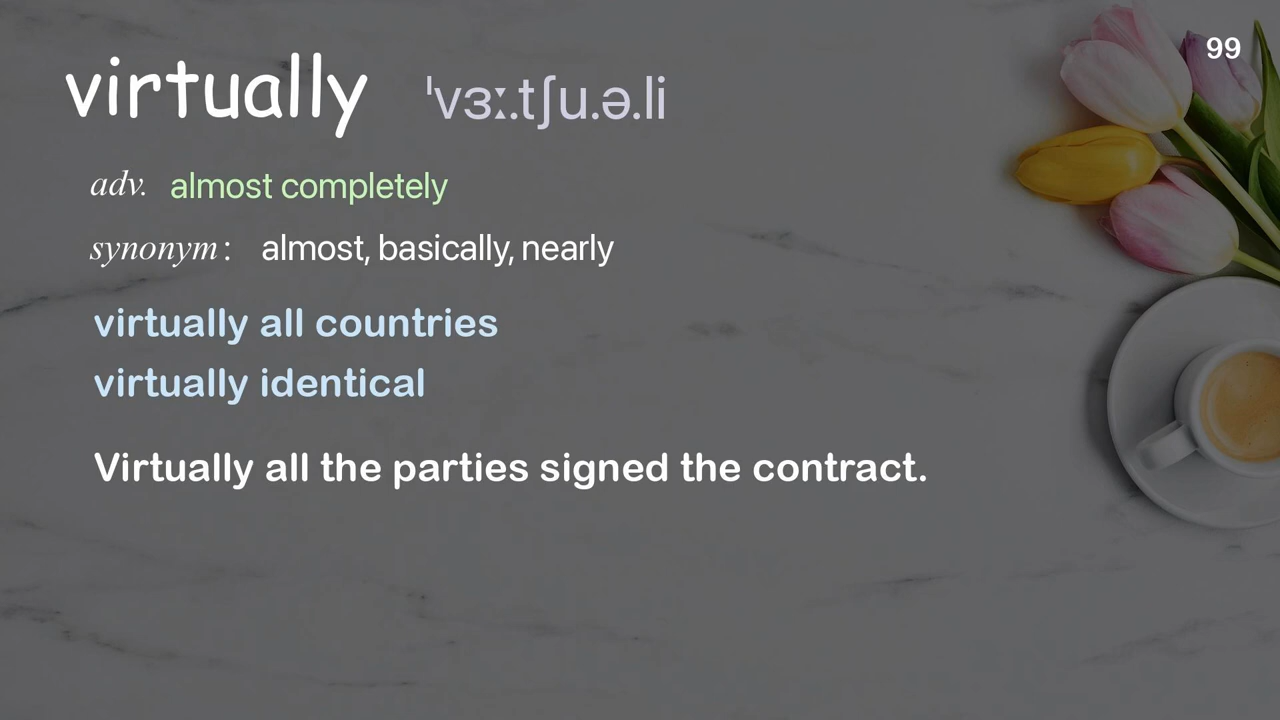 99
virtually ˈvɜː.tʃu.ə.li
adv. almost completely
synonym: almost, basically, nearly
virtually all countries
virtually identical
Virtually all the parties signed the contract.